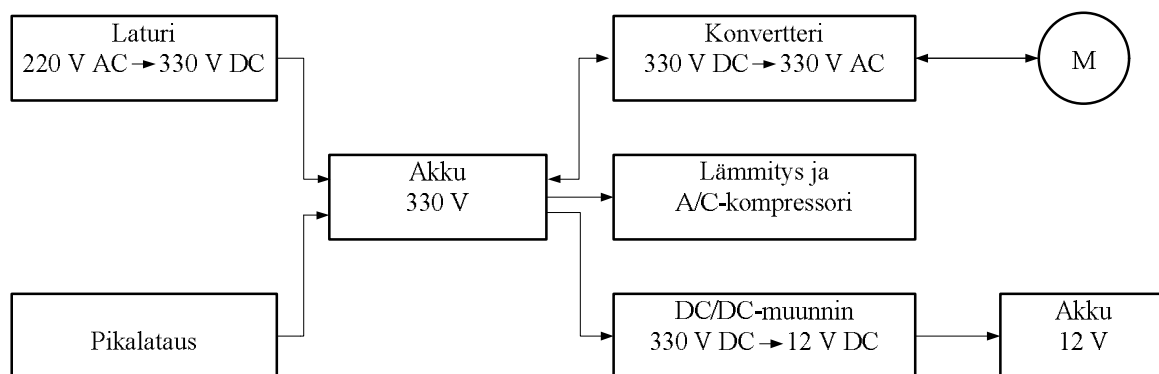 Laturi
220 V AC → 330 V DC
Konvertteri
330 V DC → 330 V AC
M
Akku
330 V
Lämmitys ja
A/C-kompressori
Pikalataus
DC/DC-muunnin
330 V DC → 12 V DC
Akku
12 V